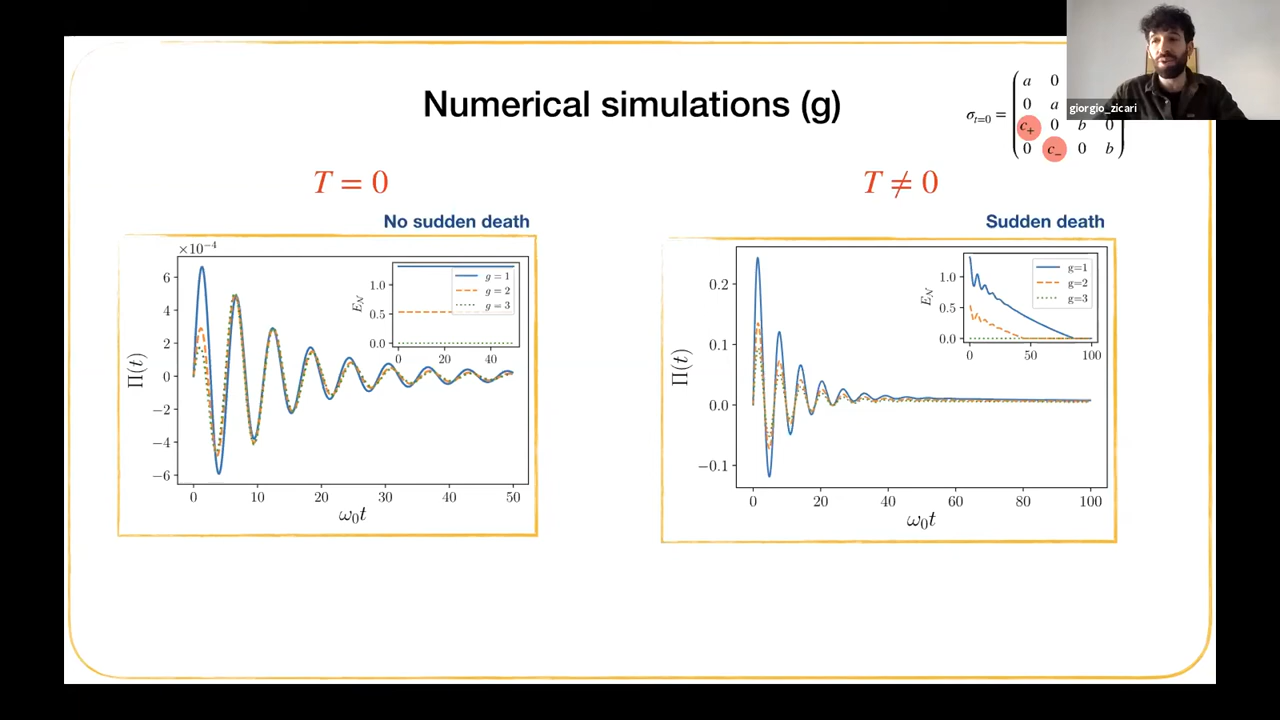 giorgio_zicari
Numerical simulations (g)
σt=0 =
a 0
0 a
c+ 0 b 0
0 c− 0 b
T = 0
T ≠ 0
No sudden death
Sudden death
×10−4
6
4
2
0
−2
−4
−6
Π(t)
0 10 20 30 40 50
ω0t
1.0
0.5
0.0
EN
0 20 40
g = 1
g = 2
g = 3
0.2
0.1
0.0
−0.1
Π(t)
0 20 40 60 80 100
ω0t
1.0
0.5
0.0
EN
0 50 100
g=1
g=2
g=3